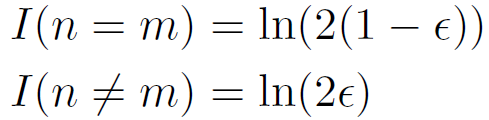 I(n = m) = ln(2(1 − ϵ))
I(n ≠ m) = ln(2ϵ)